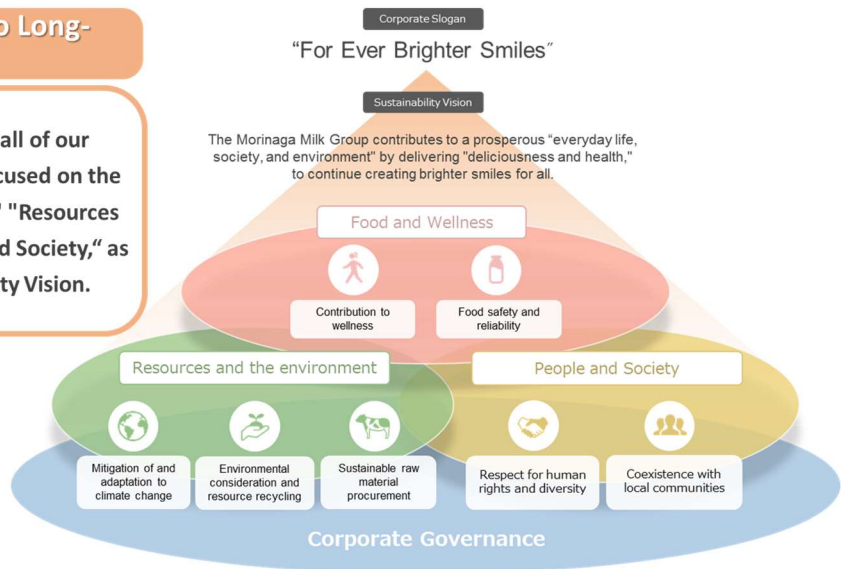 o Long-
all of our
cused on the
" "Resources
d Society,“ as
ty Vision.
Corporate Slogan
“For Ever Brighter Smiles”
Sustainability Vision
The Morinaga Milk Group contributes to a prosperous “everyday life,
society, and environment" by delivering "deliciousness and health,"
to continue creating brighter smiles for all.
Food and Wellness
Contribution to
wellness
Food safety and
reliability
Resources and the environment
Mitigation of and
adaptation to
climate change
Environmental
consideration and
resource recycling
Sustainable raw
material
procurement
People and Society
Respect for human
rights and diversity
Coexistence with
local communities
Corporate Governance